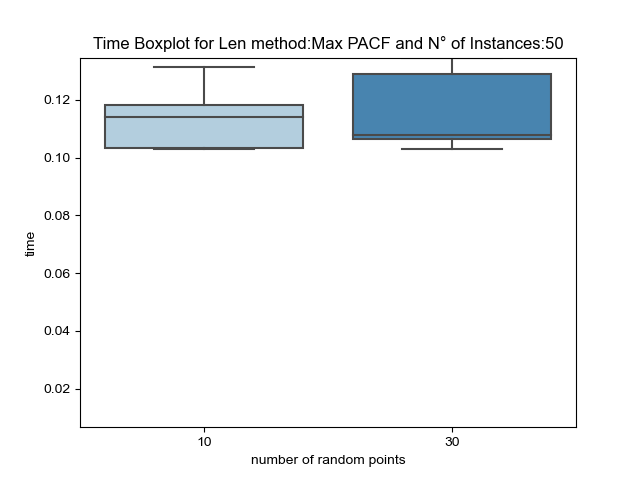 Time Boxplot for Len method:Max PACF and N° of Instances:50
0.12
0.10
0.08
0.06
0.04
0.02
time
10
30
number of random points